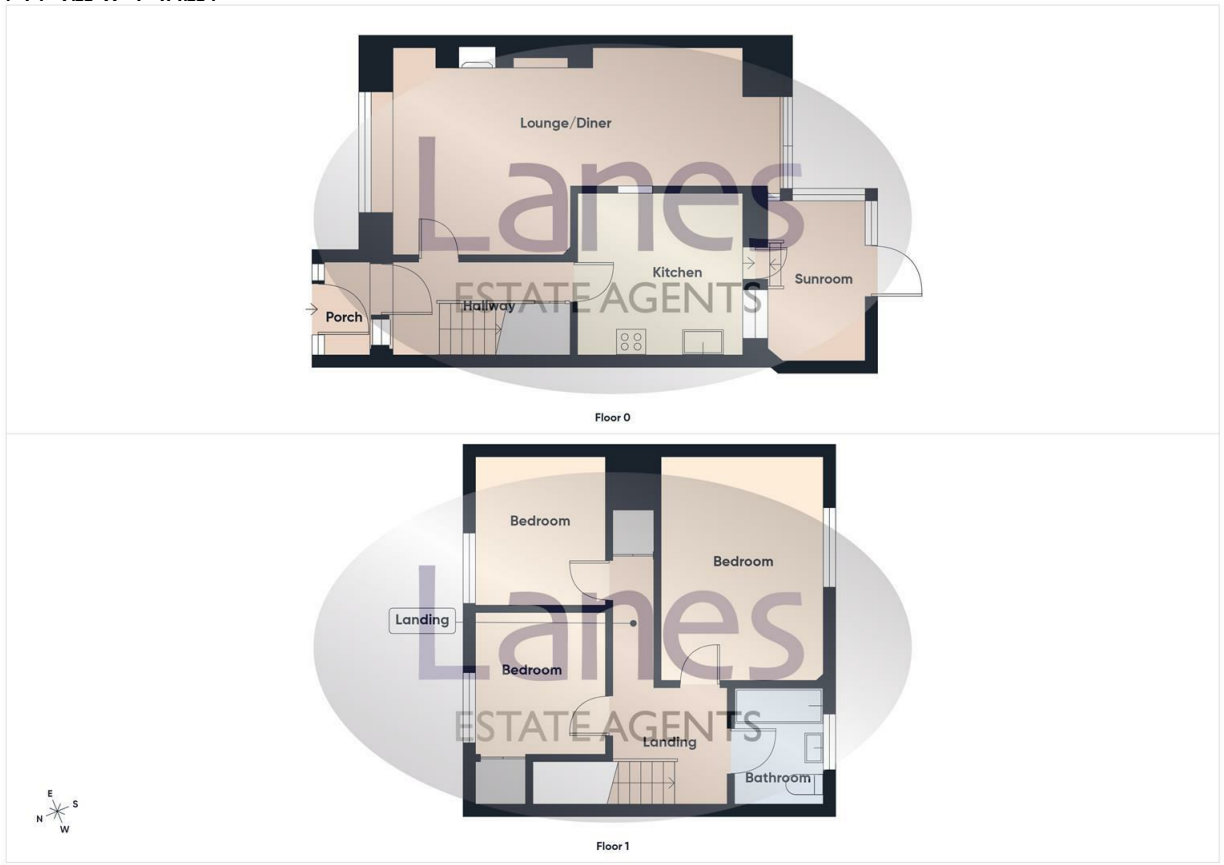 Lounge/Diner
Lanes
Kitchen
Sunroom
ESTATE AGENTS
Hallway
Porch
Floor 0
Bedroom
Bedroom
Lanes
Landing
Bedroom
ESTATE AGENTS
Landing
Bathroom
E
S
N
W
Floor 1